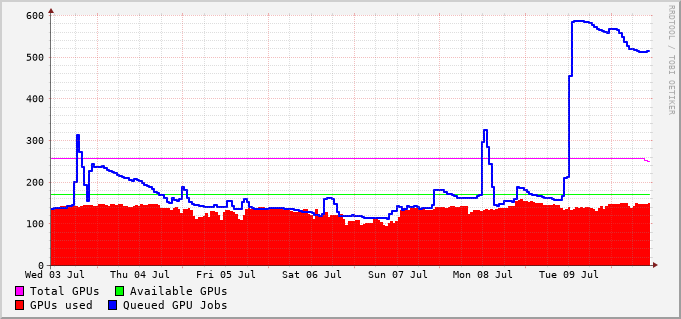 600
500
400
300
200
100
0
Wed 03 Jul Thu 04 Jul Fri 05 Jul Sat 06 Jul Sun 07 Jul Mon 08 Jul Tue 09 Jul
Total GPUs Available GPUs
GPUs used Queued GPU Jobs
RRDTOOL / TOBI OETIKER